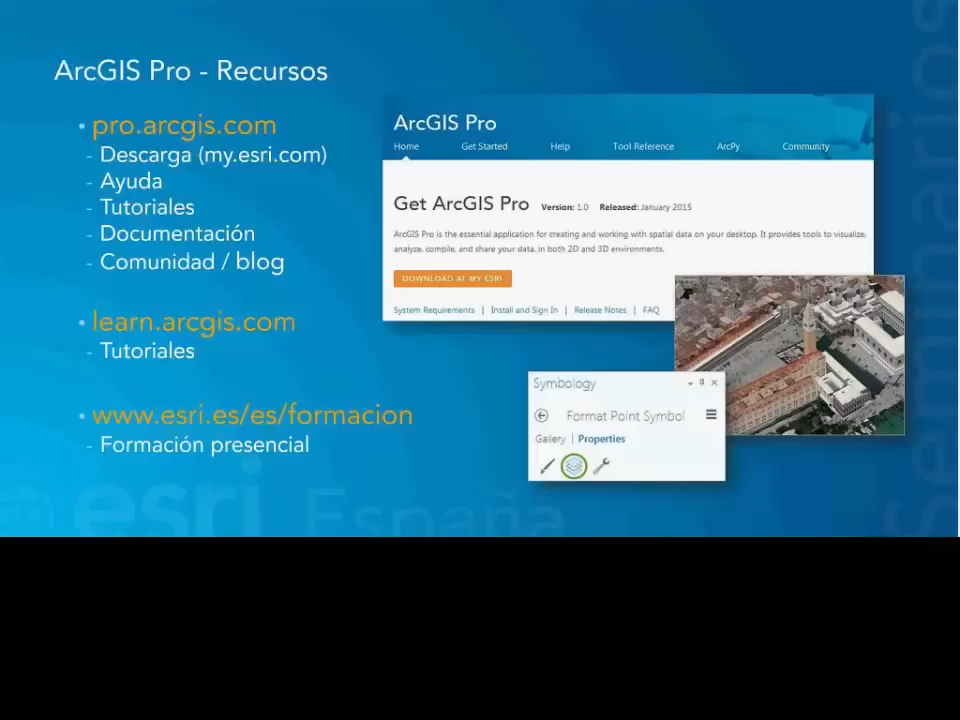 ArcGIS Pro - Recursos
• pro.arcgis.com
- Descarga (my.esri.com)
- Ayuda
- Tutoriales
- Documentación
- Comunidad / blog
• learn.arcgis.com
- Tutoriales
• www.esri.es/es/formacion
- Formación presencial
ArcGIS Pro
Home Get Started Help Tool Reference ArcPy Community
Get ArcGIS Pro Version: 1.0 Released: January 2015
ArcGIS Pro is the essential application for creating and working with spatial data on your desktop. It provides tools to visualize,
analyze, compile, and share your data, in both 2D and 3D environments.
DOWNLOAD AT MY ESRI
System Requirements | Install and Sign In | Release Notes | FAQ
Symbology
Format Point Symbol
Gallery | Properties
esri España
Seminarios